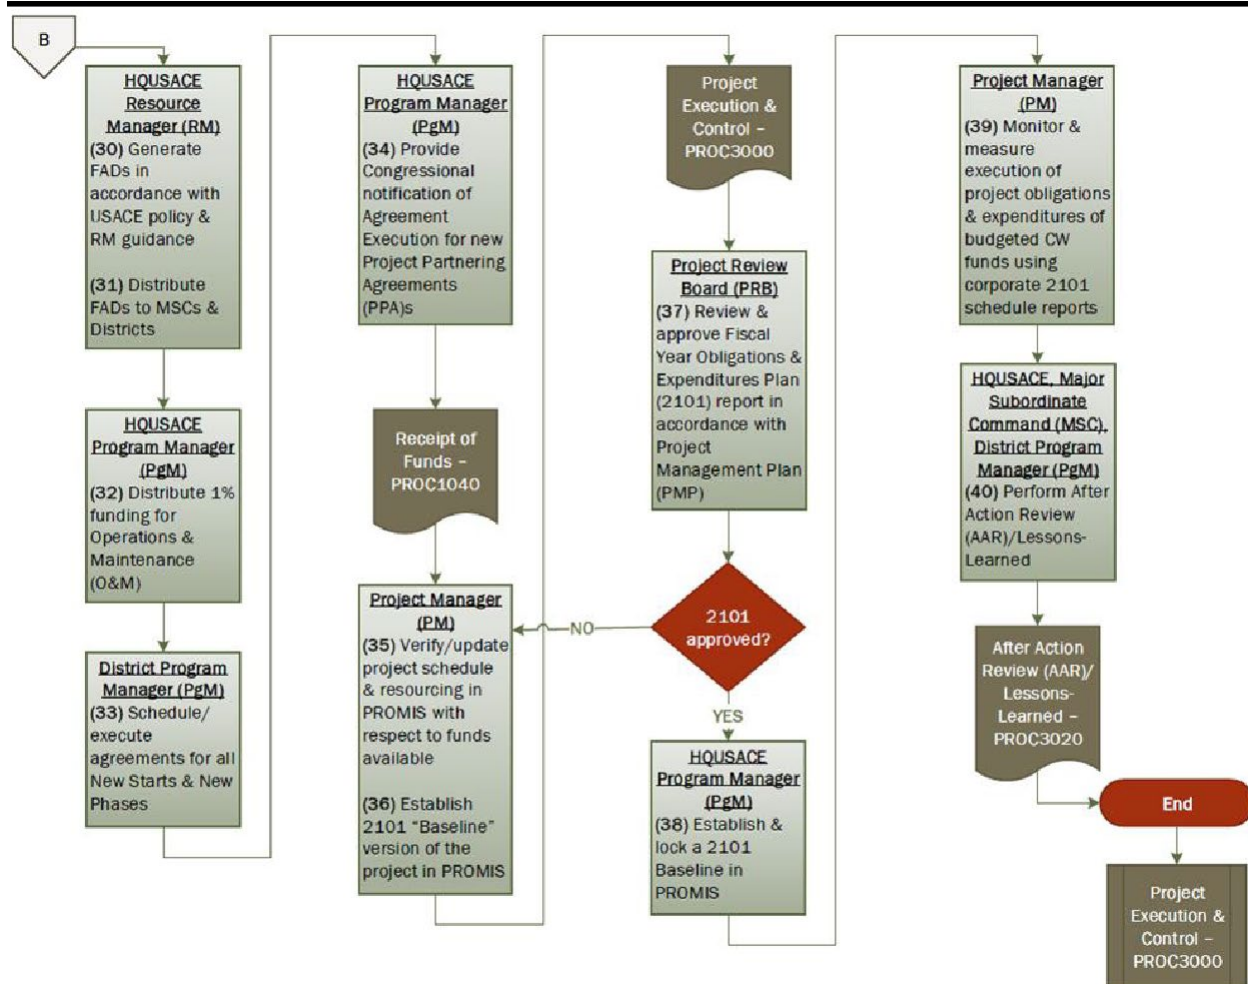 B
HQUSACE
Resource
Manager (RM)
(30) Generate
FADs in
accordance with
USACE policy &
RM guidance
(31) Distribute
FADs to MSCs &
Districts
HQUSACE
Program Manager
(PgM)
(32) Distribute 1%
funding for
Operations &
Maintenance
(O&M)
District Program
Manager (PgM)
(33) Schedule/
execute
agreements for all
New Starts & New
Phases
HQUSACE
Program Manager
(PgM)
(34) Provide
Congressional
notification of
Agreement
Execution for new
Project Partnering
Agreements
(PPA)s
Receipt of
Funds –
PROC1040
Project Manager
(PM)
(35) Verify/update
project schedule
& resourcing in
PROMIS with
respect to funds
available
(36) Establish
2101 “Baseline”
version of the
project in PROMIS
Project
Execution &
Control –
PROC3000
Project Review
Board (PRB)
(37) Review &
approve Fiscal
Year Obligations &
Expenditures Plan
(2101) report in
accordance with
Project
Management Plan
(PMP)
2101
approved?
NO
YES
HQUSACE
Program Manager
(PgM)
(38) Establish &
lock a 2101
Baseline in
PROMIS
Project Manager
(PM)
(39) Monitor &
measure
execution of
project obligations
& expenditures of
budgeted CW
funds using
corporate 2101
schedule reports
HQUSACE, Major
Subordinate
Command (MSC),
District Program
Manager (PgM)
(40) Perform After
Action Review
(AAR)/Lessons-
Learned
After Action
Review (AAR)/
Lessons-
Learned –
PROC3020
End
Project
Execution &
Control –
PROC3000